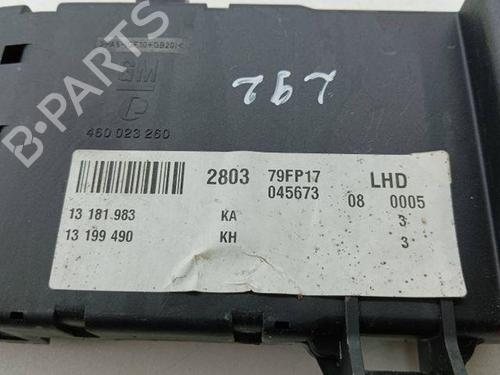 GM
460 023 260
L92
2803 79FP17 LHD
045673 08 0005
13 181 983 KA 3
13 199 490 KH 3
B-PARTS